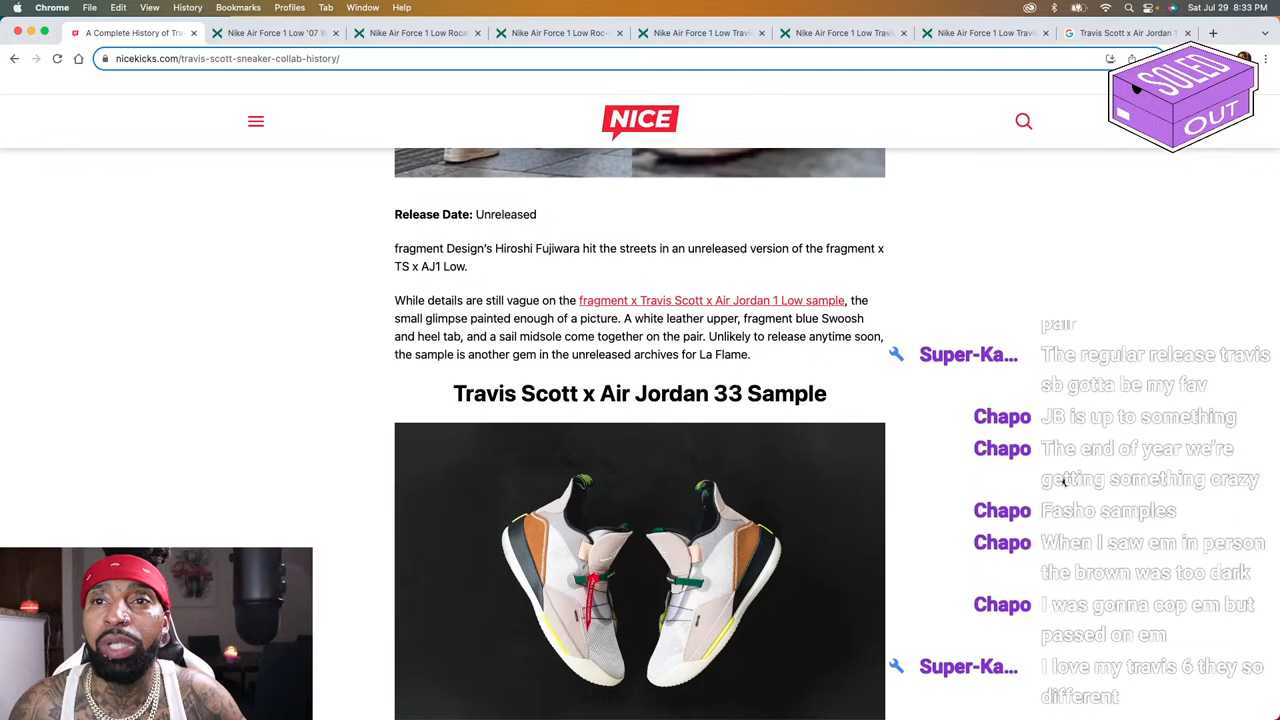 Chrome File Edit View History Bookmarks Profiles Tab Window Help Sat Jul 29 8:33 PM
A Complete History of Tra Nike Air Force 1 Low '07 W Nike Air Force 1 Low Rocaf Nike Air Force 1 Low Roc- Nike Air Force 1 Low Travis Nike Air Force 1 Low Travis Nike Air Force 1 Low Travis Travis Scott x Air Jordan 1
nicekicks.com/travis-scott-sneaker-collab-history/
SOLED
OUT
NICE
Release Date: Unreleased
fragment Design's Hiroshi Fujiwara hit the streets in an unreleased version of the fragment x
TS x AJ1 Low.
While details are still vague on the fragment x Travis Scott x Air Jordan 1 Low sample, the
small glimpse painted enough of a picture. A white leather upper, fragment blue Swoosh
and heel tab, and a sail midsole come together on the pair. Unlikely to release anytime soon,
the sample is another gem in the unreleased archives for La Flame.
Travis Scott x Air Jordan 33 Sample
pair
Super-Ka... The regular release travis
sb gotta be my fav
Chapo JB is up to something
Chapo The end of year we're
getting something crazy
Chapo Fasho samples
Chapo When I saw em in person
the brown was too dark
Chapo I was gonna cop em but
passed on em
Super-Ka... I love my travis 6 they so
different